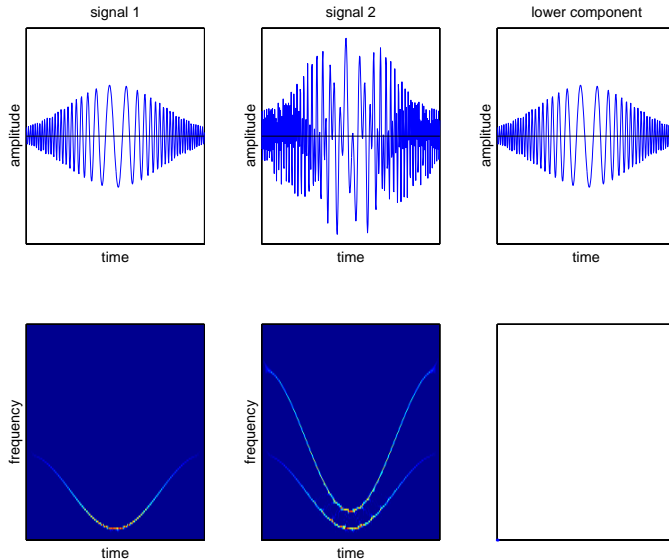 signal 1
signal 2
lower component
amplitude
amplitude
amplitude
time
time
time
frequency
frequency
time
time